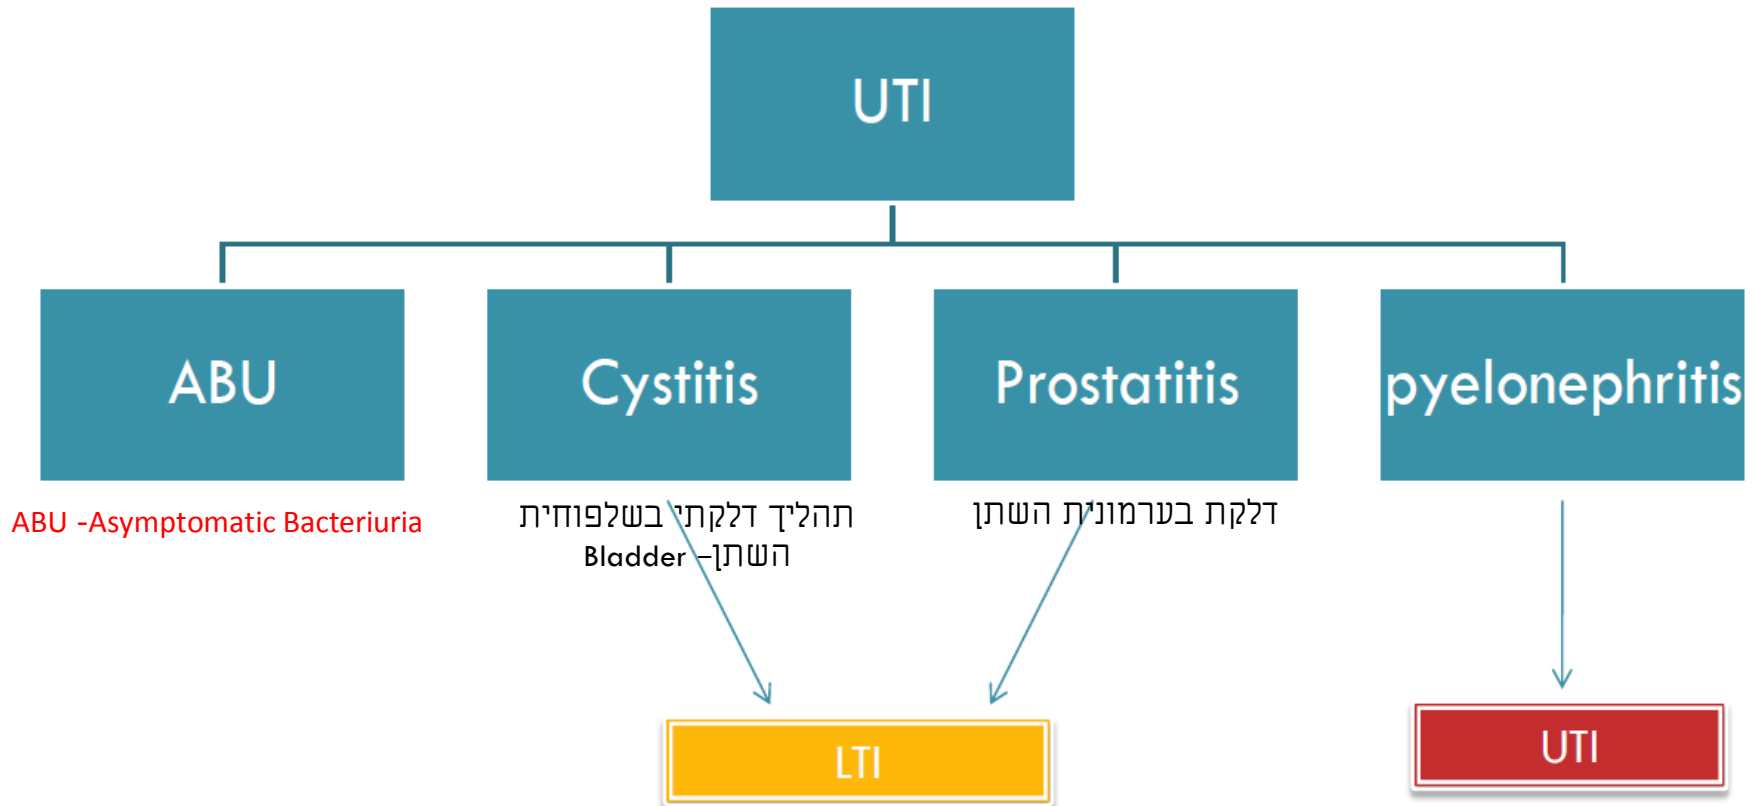 UTI
ABU
Cystitis
Prostatitis
pyelonephritis
ABU -Asymptomatic Bacteriuria
תהליך דלקתי בשלפוחית
השתן– Bladder
דלקת בערמונית השתן
LTI
UTI